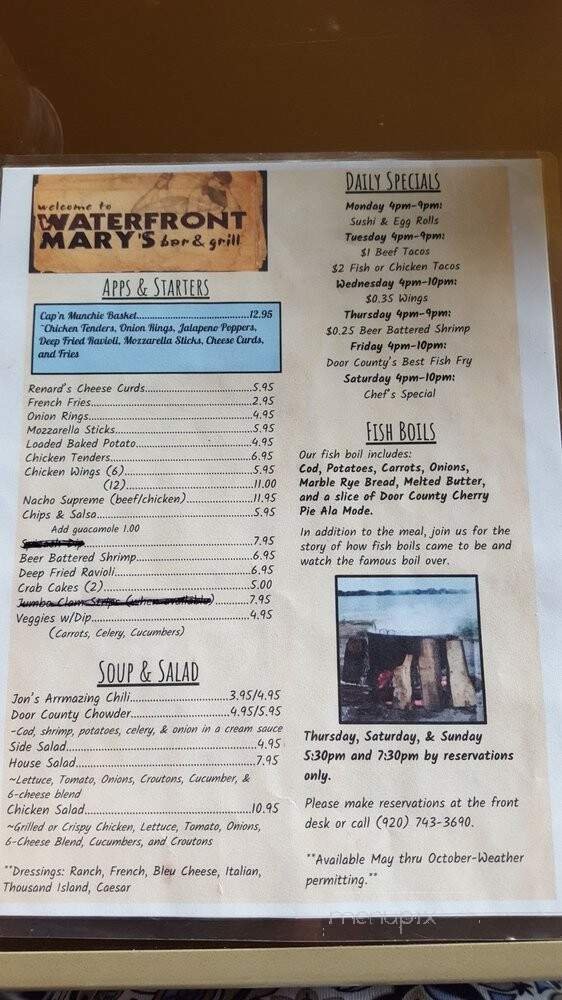 welcome to
WATERFRONT
MARY'S bar & grill
APPS & STARTERS
Cap'n Munchie Basket...12.95
~Chicken Tenders, Onion Rings, Jalapeno Poppers,
Deep Fried Ravioli, Mozzarella Sticks, Cheese Curds,
and Fries
Renard's Cheese Curds...5.95
French Fries...2.95
Onion Rings...4.95
Mozzarella Sticks...5.95
Loaded Baked Potato...4.95
Chicken Tenders...6.95
Chicken Wings (6)...5.95
(12)...11.00
Nacho Supreme (beef/chicken)...11.95
Chips & Salsa...5.95
Add guacamole 1.00
Spinach Dip...7.95
Beer Battered Shrimp...6.95
Deep Fried Ravioli...6.95
Crab Cakes (2)...5.00
Jumbo Clam Strips (when available)...7.95
Veggies w/Dip...4.95
(Carrots, Celery, Cucumbers)
SOUP & SALAD
Jon's Arrmazing Chili...3.95/4.95
Door County Chowder...4.95/5.95
~Cod, shrimp, potatoes, celery, & onion in a cream sauce
Side Salad...4.95
House Salad...7.95
~Lettuce, Tomato, Onions, Croutons, Cucumber, &
6-cheese blend
Chicken Salad...10.95
~Grilled or Crispy Chicken, Lettuce, Tomato, Onions,
6-Cheese Blend, Cucumbers, and Croutons
**Dressings: Ranch, French, Bleu Cheese, Italian,
Thousand Island, Caesar
DAILY SPECIALS
Monday 4pm-9pm:
Sushi & Egg Rolls
Tuesday 4pm-9pm:
$1 Beef Tacos
$2 Fish or Chicken Tacos
Wednesday 4pm-10pm:
$0.35 Wings
Thursday 4pm-9pm:
$0.25 Beer Battered Shrimp
Friday 4pm-10pm:
Door County's Best Fish Fry
Saturday 4pm-10pm:
Chef's Special
FISH BOILS
Our fish boil includes:
Cod, Potatoes, Carrots, Onions,
Marble Rye Bread, Melted Butter,
and a slice of Door County Cherry
Pie Ala Mode.
In addition to the meal, join us for the
story of how fish boils came to be and
watch the famous boil over.
Thursday, Saturday, & Sunday
5:30pm and 7:30pm by reservations
only.
Please make reservations at the front
desk or call (920) 743-3690.
**Available May thru October-Weather
permitting.**
menupix